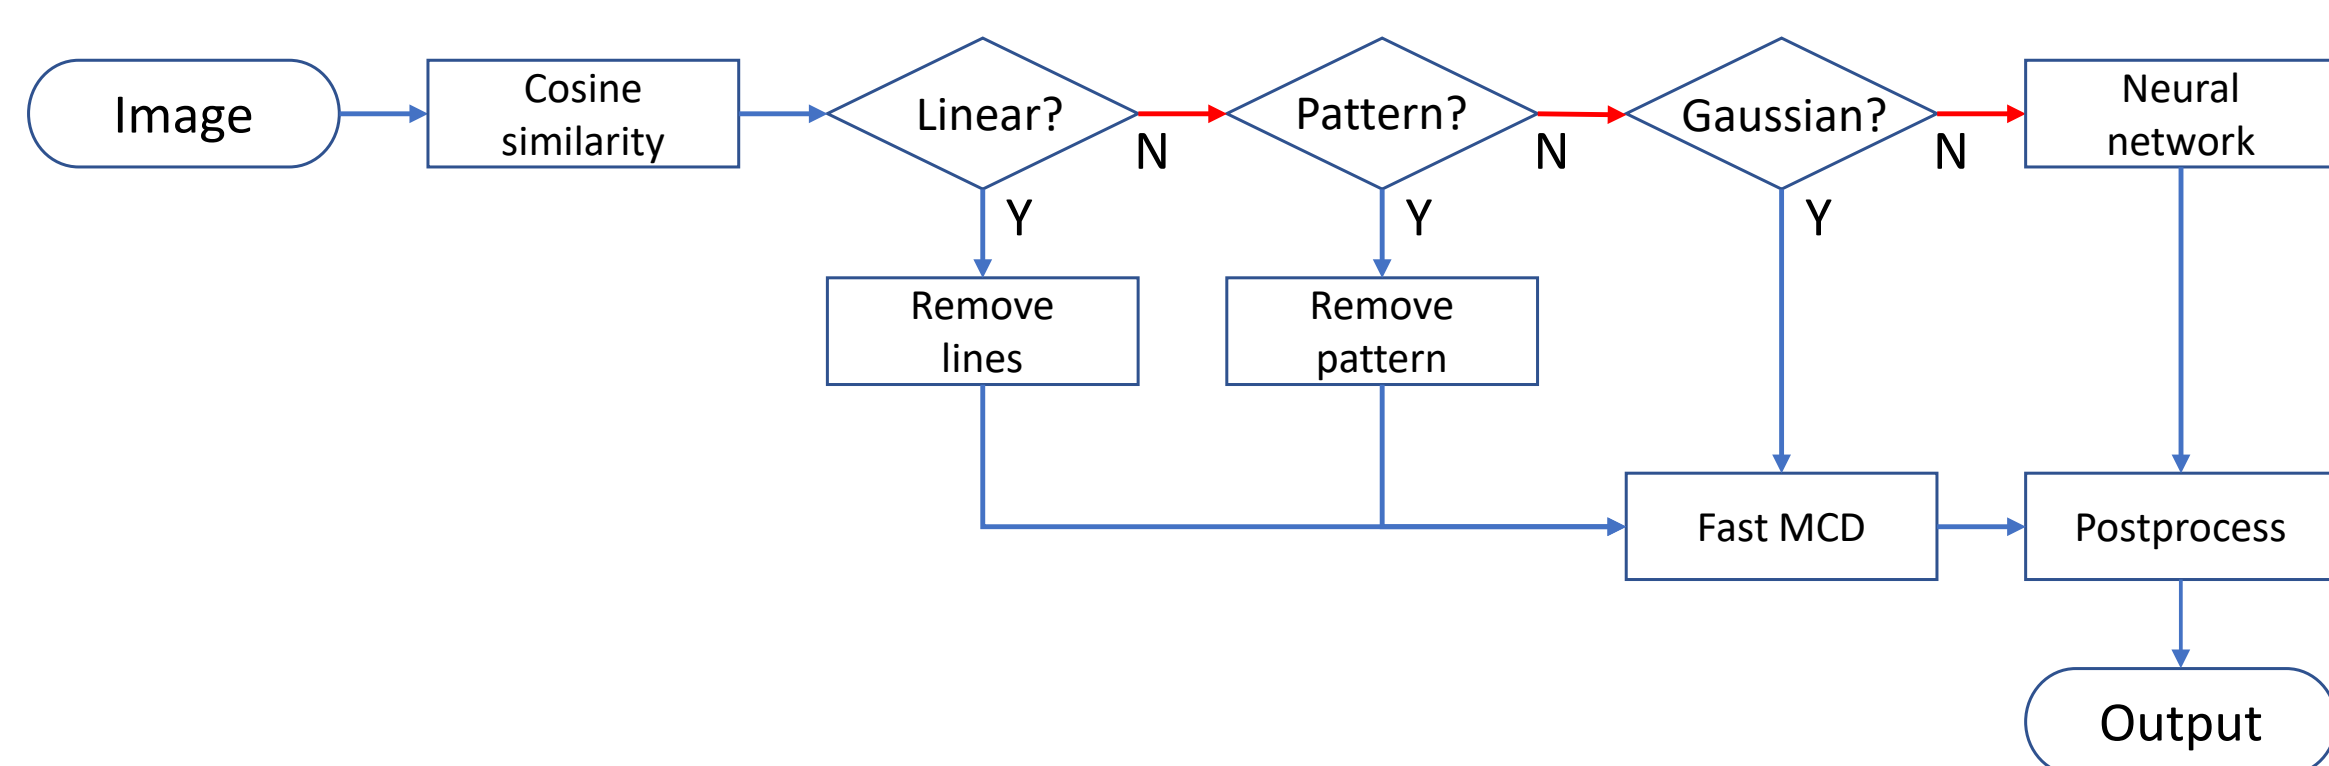 Image
Cosine
similarity
Linear?
N
Pattern?
N
Gaussian?
N
Neural
network
Y
Y
Y
Remove
lines
Remove
pattern
Fast MCD
Postprocess
Output